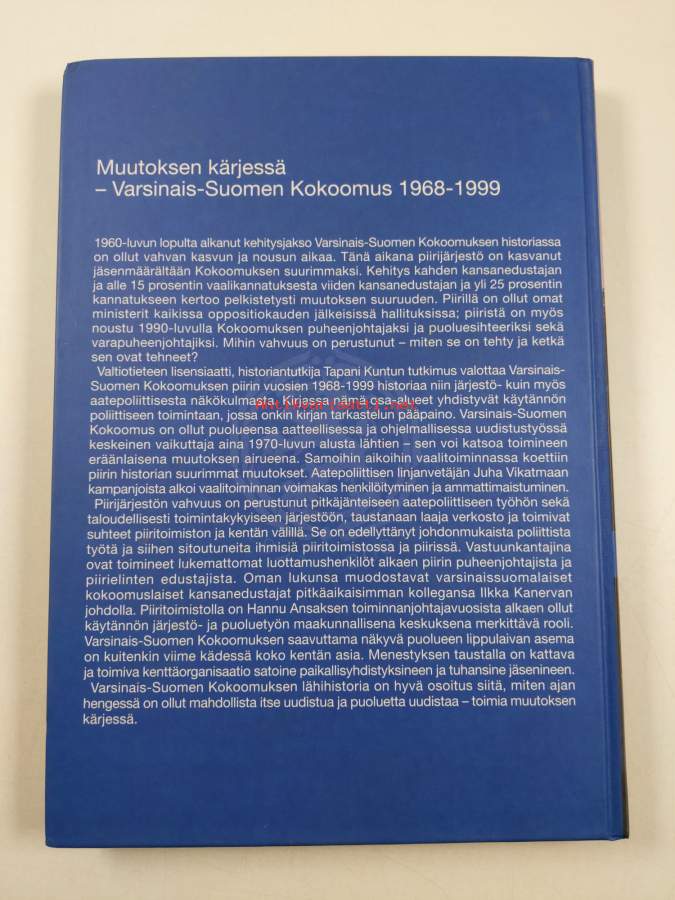 Muutoksen kärjessä
– Varsinais-Suomen Kokoomus 1968-1999
1960-luvun lopulta alkanut kehitysjakso Varsinais-Suomen Kokoomuksen historiassa
on ollut vahvan kasvun ja nousun aikaa. Tänä aikana piirijärjestö on kasvanut
jäsenmäärältään Kokoomuksen suurimmaksi. Kehitys kahden kansanedustajan
ja alle 15 prosentin vaalikannatuksesta viiden kansanedustajan ja yli 25 prosentin
kannatukseen kertoo pelkistetysti muutoksen suuruuden. Piirillä on ollut omat
ministerit kaikissa oppositiokauden jälkeisissä hallituksissa; piiristä on myös
noustu 1990-luvulla Kokoomuksen puheenjohtajaksi ja puoluesihteeriksi sekä
varapuheenjohtajiksi. Mihin vahvuus on perustunut – miten se on tehty ja ketkä
sen ovat tehneet?
Valtiotieteen lisensiaatti, historiantutkija Tapani Kuntun tutkimus valottaa Varsinais-
Suomen Kokoomuksen piirin vuosien 1968-1999 historiaa niin järjestö- kuin myös
aatepoliittisesta näkökulmasta. Kirjassa nämä osa-alueet yhdistyvät käytännön
poliittiseen toimintaan, jossa onkin kirjan tarkastelun pääpaino. Varsinais-Suomen
Kokoomus on ollut puolueensa aatteellisessa ja ohjelmallisessa uudistustyössä
keskeinen vaikuttaja aina 1970-luvun alusta lähtien – sen voi katsoa toimineen
eräänlaisena muutoksen airueena. Samoihin aikoihin vaalitoiminnassa koettiin
piirin historian suurimmat muutokset. Aatepoliittisen linjanvetäjän Juha Vikatmaan
kampanjoista alkoi vaalitoiminnan voimakas henkilöityminen ja ammattimaistuminen.
Piirijärjestön vahvuus on perustunut pitkäjänteiseen aatepoliittiseen työhön sekä
taloudellisesti toimintakykyiseen järjestöön, taustanaan laaja verkosto ja toimivat
suhteet piiritoimiston ja kentän välillä. Se on edellyttänyt johdonmukaista poliittista
työtä ja siihen sitoutuneita ihmisiä piiritoimistossa ja piirissä. Vastuunkantajina
ovat toimineet lukemattomat luottamushenkilöt alkaen piirin puheenjohtajista ja
piirielinten edustajista. Oman lukunsa muodostavat varsinaissuomalaiset
kokoomuslaiset kansanedustajat pitkäaikaisimman kollegansa Ilkka Kanervan
johdolla. Piiritoimistolla on Hannu Ansaksen toiminnanjohtajavuosista alkaen ollut
käytännön järjestö- ja puoluetyön maakunnallisena keskuksena merkittävä rooli.
Varsinais-Suomen Kokoomuksen saavuttama näkyvä puolueen lippulaivan asema
on kuitenkin viime kädessä koko kentän asia. Menestyksen taustalla on kattava
ja toimiva kenttäorganisaatio satoine paikallisyhdistyksineen ja tuhansine jäsenineen.
Varsinais-Suomen Kokoomuksen lähihistoria on hyvä osoitus siitä, miten ajan
hengessä on ollut mahdollista itse uudistua ja puoluetta uudistaa – toimia muutoksen
kärjessä.